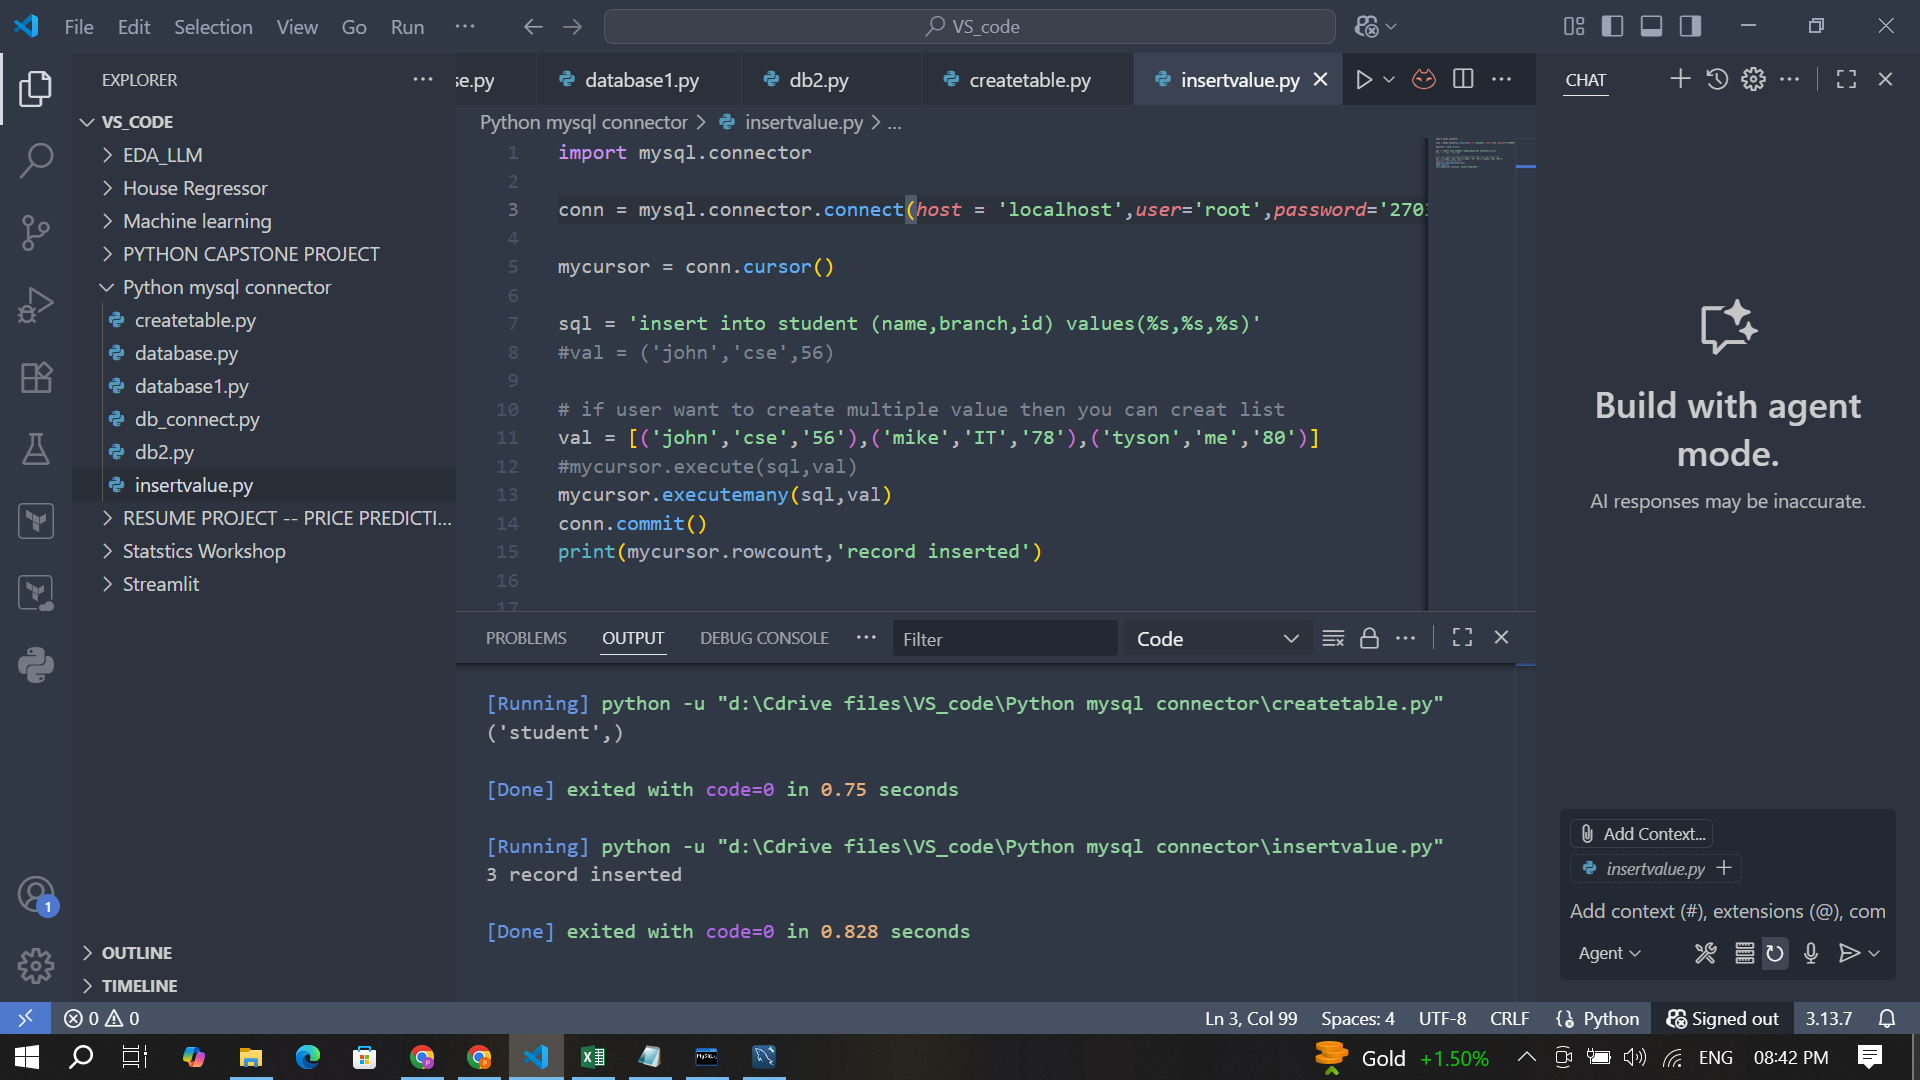 File Edit Selection View Go Run ··· VS_code
EXPLORER
VS_CODE
EDA_LLM
House Regressor
Machine learning
PYTHON CAPSTONE PROJECT
Python mysql connector
createtable.py
database.py
database1.py
db_connect.py
db2.py
insertvalue.py
RESUME PROJECT -- PRICE PREDICTI...
Statstics Workshop
Streamlit
OUTLINE
TIMELINE
se.py database1.py db2.py createtable.py insertvalue.py
Python mysql connector > insertvalue.py > ...
1 import mysql.connector
2
3 conn = mysql.connector.connect(host = 'localhost',user='root',password='270
4
5 mycursor = conn.cursor()
6
7 sql = 'insert into student (name,branch,id) values(%s,%s,%s)'
8 #val = ('john','cse',56)
9
10 # if user want to create multiple value then you can creat list
11 val = [('john','cse','56'),('mike','IT','78'),('tyson','me','80')]
12 #mycursor.execute(sql,val)
13 mycursor.executemany(sql,val)
14 conn.commit()
15 print(mycursor.rowcount,'record inserted')
16
17
PROBLEMS OUTPUT DEBUG CONSOLE ··· Filter Code
[Running] python -u "d:\Cdrive files\VS_code\Python mysql connector\createtable.py"
('student',)
[Done] exited with code=0 in 0.75 seconds
[Running] python -u "d:\Cdrive files\VS_code\Python mysql connector\insertvalue.py"
3 record inserted
[Done] exited with code=0 in 0.828 seconds
CHAT
Build with agent
mode.
AI responses may be inaccurate.
Add Context...
insertvalue.py
Add context (#), extensions (@), com
Agent
1
0 0 Ln 3, Col 99 Spaces: 4 UTF-8 CRLF Python Signed out 3.13.7
Gold +1.50% ENG 08:42 PM